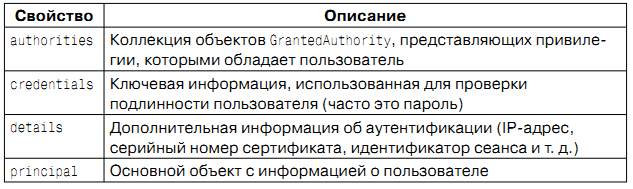 Свойство Описание
authorities Коллекция объектов GrantedAuthority, представляющих привиле-
гии, которыми обладает пользователь
credentials Ключевая информация, использованная для проверки
подлинности пользователя (часто это пароль)
details Дополнительная информация об аутентификации (IP-адрес,
серийный номер сертификата, идентификатор сеанса и т. д.)
principal Основной объект с информацией о пользователе